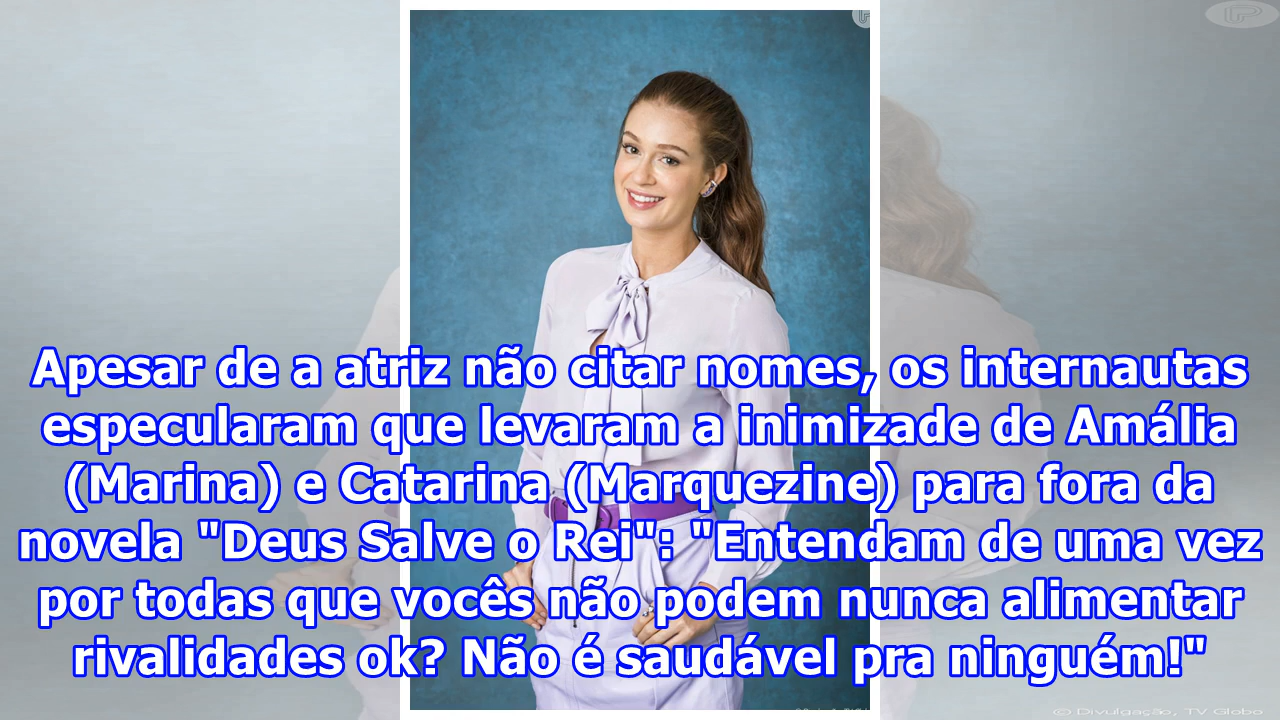 Apesar de a atriz não citar nomes, os internautas
especularam que levaram a inimizade de Amália
(Marina) e Catarina (Marquezine) para fora da
novela "Deus Salve o Rei": "Entendam de uma vez
por todas que vocês não podem nunca alimentar
rivalidades ok? Não é saudável pra ninguém!"
© Divulgação, TV Globo